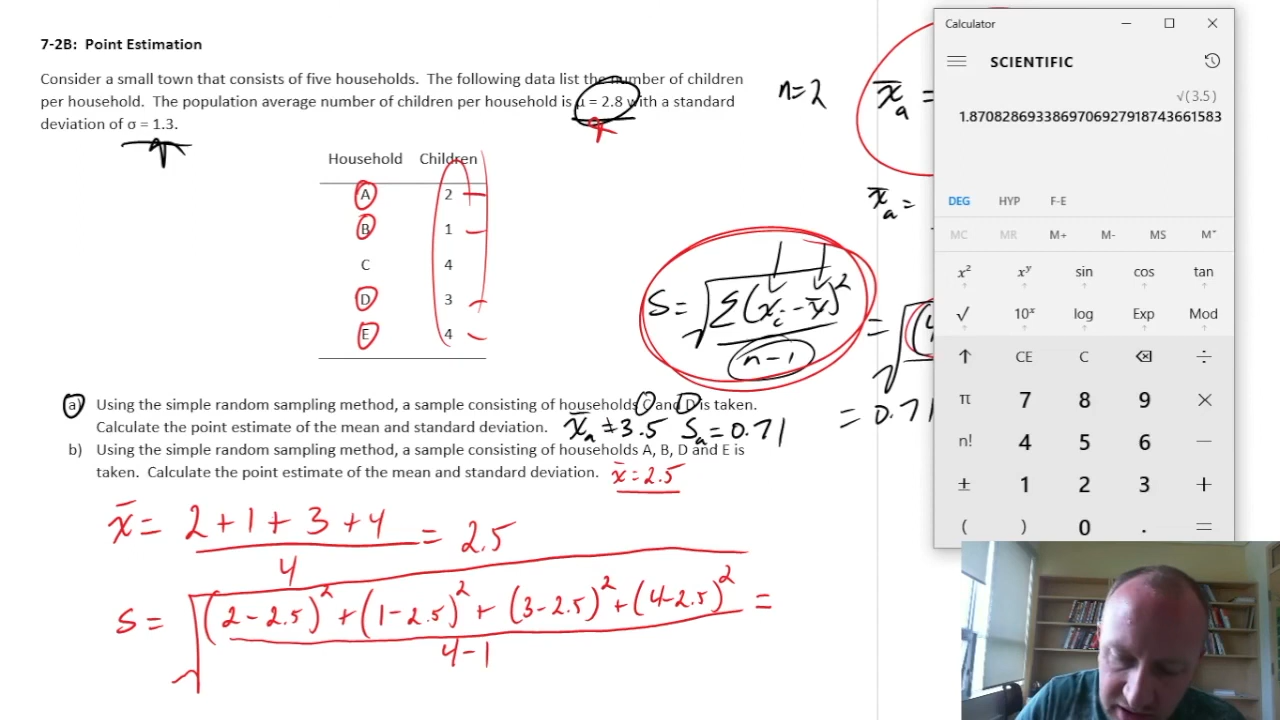 7-2B: Point Estimation
Consider a small town that consists of five households. The following data list the number of children
per household. The population average number of children per household is μ = 2.8 with a standard
deviation of σ = 1.3.
Household Children
A 2
B 1
C 4
D 3
E 4
n=2
x̄a =
x̄a =
S = √Σ(xi - x̄)²
n-1
= √(4
= 0.71
a) Using the simple random sampling method, a sample consisting of households C and D is taken.
Calculate the point estimate of the mean and standard deviation. x̄a = 3.5 Sa = 0.71
b) Using the simple random sampling method, a sample consisting of households A, B, D and E is
taken. Calculate the point estimate of the mean and standard deviation. x̄ = 2.5
x̄ = 2 + 1 + 3 + 4 = 2.5
4
S = √(2 - 2.5)² + (1 - 2.5)² + (3 - 2.5)² + (4 - 2.5)² =
4 - 1
Calculator
SCIENTIFIC
√(3.5)
1.8708286933869706927918743661583
DEG HYP F-E
MC MR M+ M- MS M˅
x² xʸ sin cos tan
√ 10ˣ log Exp Mod
↑ CE C ⌫ ÷
π 7 8 9 ×
n! 4 5 6 −
± 1 2 3 +
( ) 0 . =